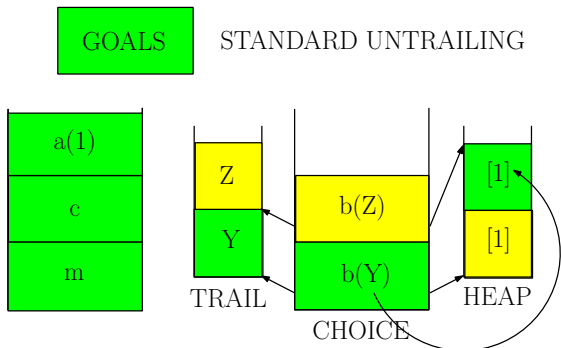 GOALS
STANDARD UNTRAILING
a(1)
c
m
Z
Y
TRAIL
b(Z)
b(Y)
CHOICE
[1]
[1]
HEAP